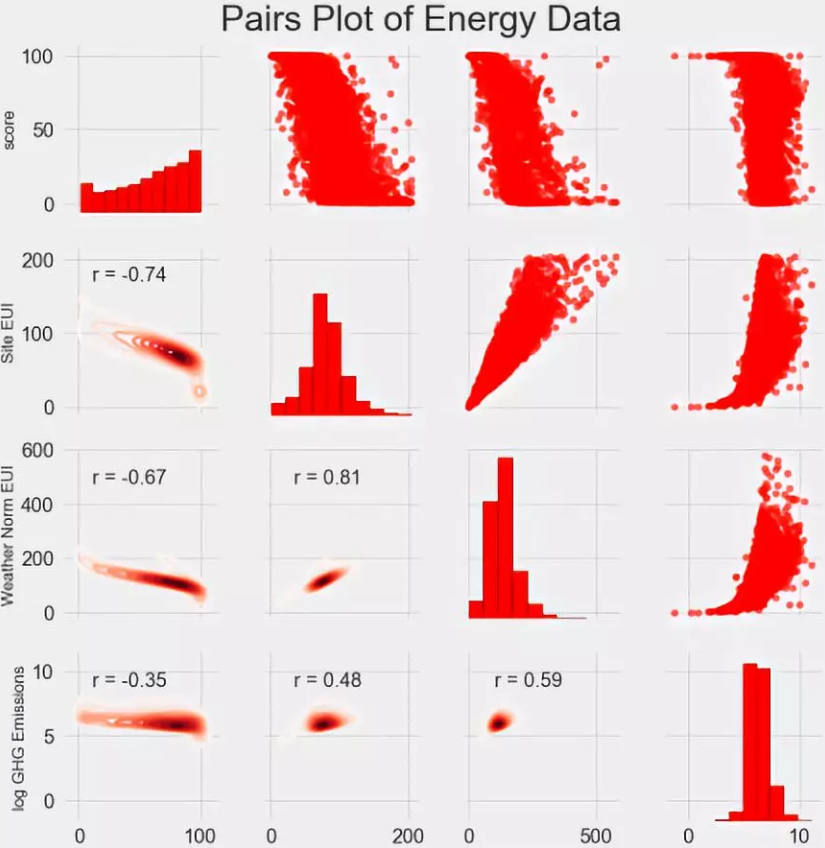 Pairs Plot of Energy Data
100
50
0
score
200
100
0
Site EUI
r = -0.74
600
400
200
0
Weather Norm EUI
r = -0.67
r = 0.81
10
5
0
log GHG Emissions
r = -0.35
r = 0.48
r = 0.59
0 100 0 200 0 500 0 10